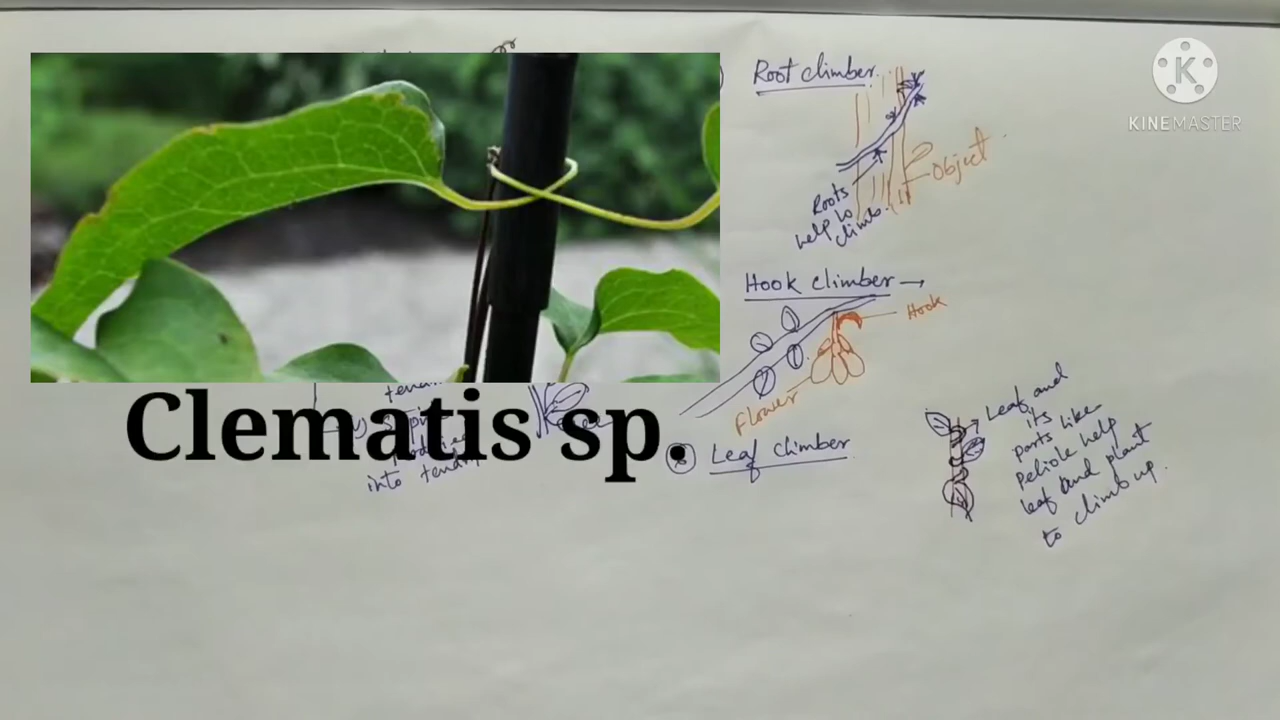 Root climber.
KINEMASTER
Object
Roots
help to
climb.
Hook climber →
Hook
Flower
into tendr
Clematis sp.
Leaf climber
Leaf and
its
parts like
petiole help
leaf and plant
to climb up.